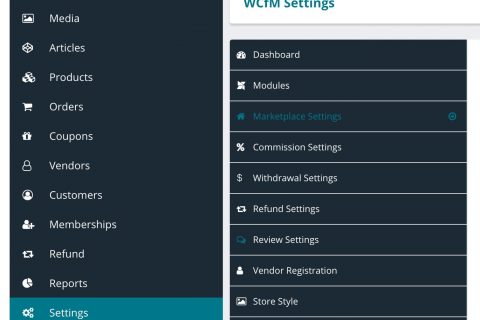 WCfM Settings
Media
Articles
Products
Orders
Coupons
Vendors
Customers
Memberships
Refund
Reports
Settings
Dashboard
Modules
Marketplace Settings
Commission Settings
Withdrawal Settings
Refund Settings
Review Settings
Vendor Registration
Store Style